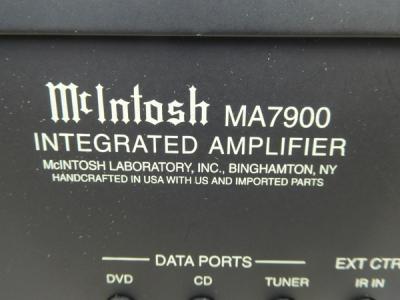 McIntosh MA7900
INTEGRATED AMPLIFIER
McINTOSH LABORATORY, INC., BINGHAMTON, NY
HANDCRAFTED IN USA WITH US AND IMPORTED PARTS
DATA PORTS EXT CTR
DVD CD TUNER IR IN